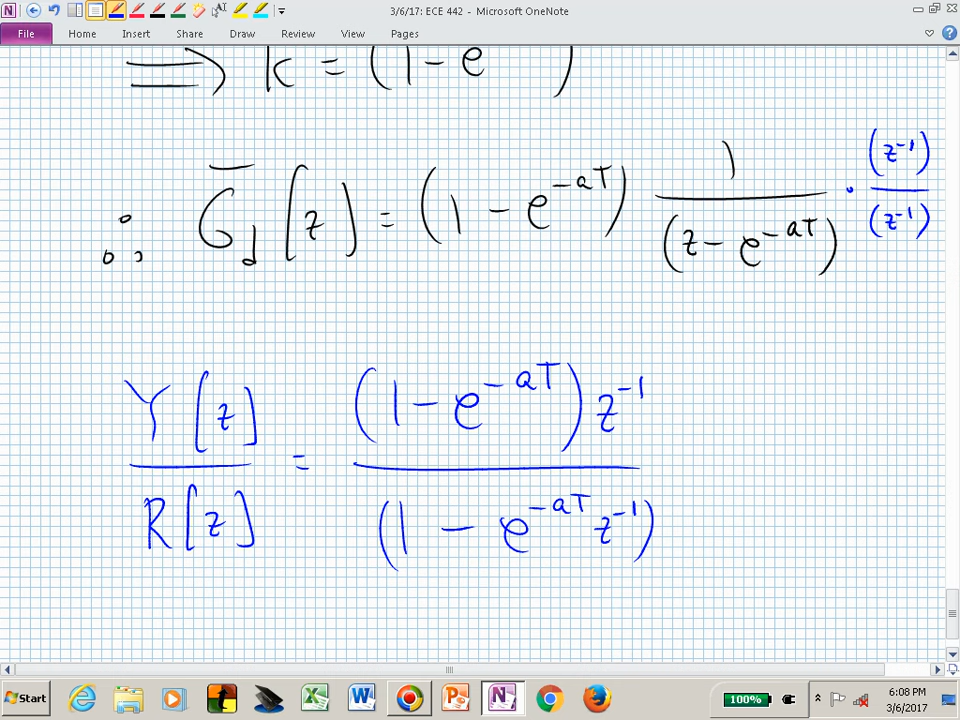 3/6/17: ECE 442 - Microsoft OneNote
File Home Insert Share Draw Review View Pages
⟹ k = (1 - e )
∴ G̅d[z] = (1 - e^{-aT}) 1/(z - e^{-aT}) · (z^{-1})/(z^{-1})
Y[z]/R[z] = (1 - e^{-aT}) z^{-1}/(1 - e^{-aT} z^{-1})
Start
100%
6:08 PM
3/6/2017